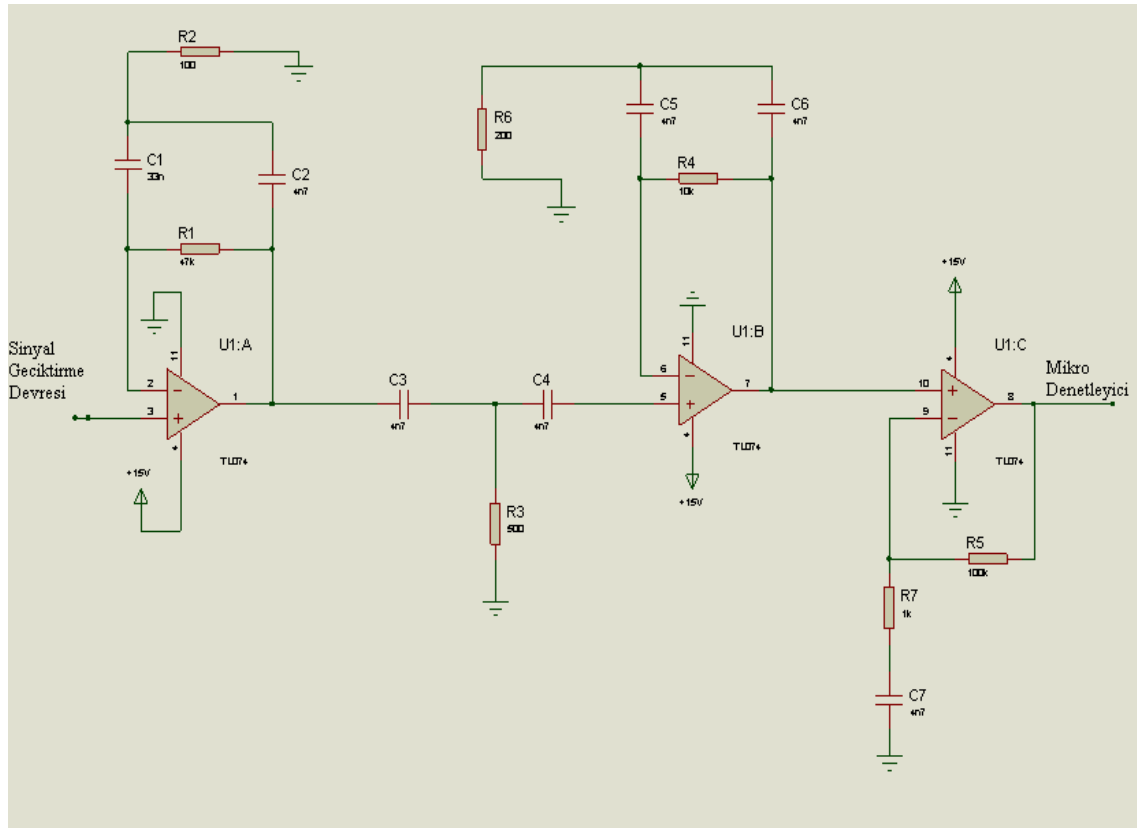 R2
100
C1
33n
C2
4n7
R1
47k
Sinyal
Geciktirme
Devresi
U1:A
11
2
3
1
4
TL074
+15V
C3
4n7
C4
4n7
R3
500
R6
200
C5
4n7
C6
4n7
R4
10k
U1:B
11
6
5
7
4
TL074
+15V
+15V
U1:C
4
10
9
8
11
TL074
Mikro
Denetleyici
R5
100k
R7
1k
C7
4n7